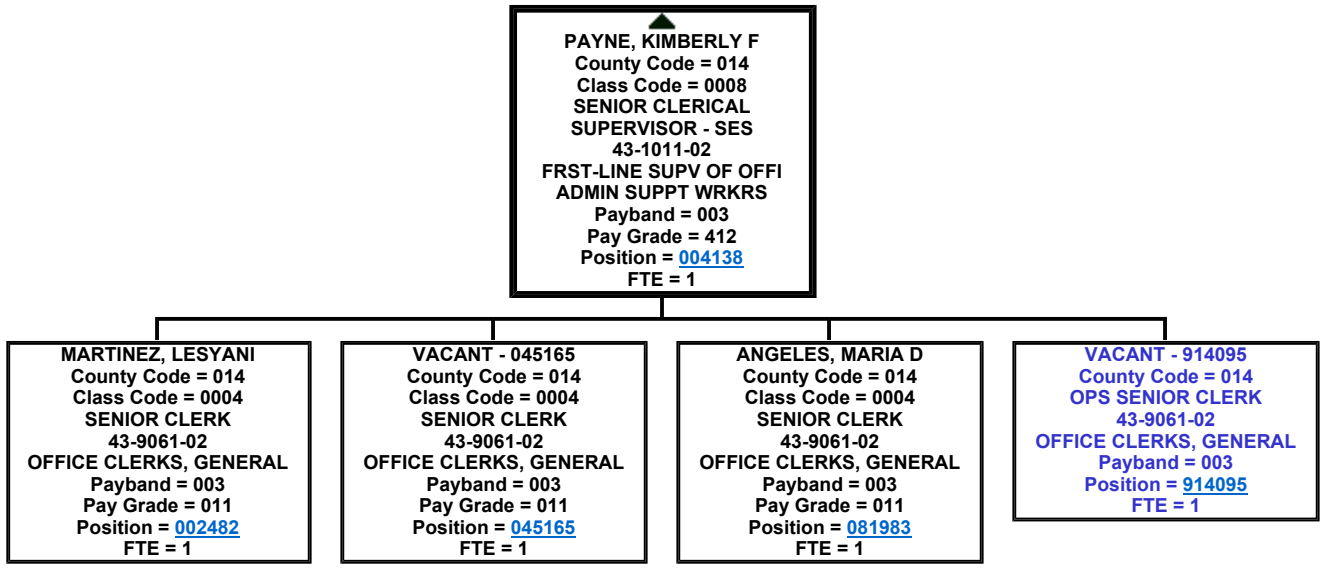 PAYNE, KIMBERLY F
County Code = 014
Class Code = 0008
SENIOR CLERICAL
SUPERVISOR - SES
43-1011-02
FRST-LINE SUPV OF OFFI
ADMIN SUPPT WRKRS
Payband = 003
Pay Grade = 412
Position = 004138
FTE = 1
MARTINEZ, LESYANI
County Code = 014
Class Code = 0004
SENIOR CLERK
43-9061-02
OFFICE CLERKS, GENERAL
Payband = 003
Pay Grade = 011
Position = 002482
FTE = 1
VACANT - 045165
County Code = 014
Class Code = 0004
SENIOR CLERK
43-9061-02
OFFICE CLERKS, GENERAL
Payband = 003
Pay Grade = 011
Position = 045165
FTE = 1
ANGELES, MARIA D
County Code = 014
Class Code = 0004
SENIOR CLERK
43-9061-02
OFFICE CLERKS, GENERAL
Payband = 003
Pay Grade = 011
Position = 081983
FTE = 1
VACANT - 914095
County Code = 014
OPS SENIOR CLERK
43-9061-02
OFFICE CLERKS, GENERAL
Payband = 003
Position = 914095
FTE = 1